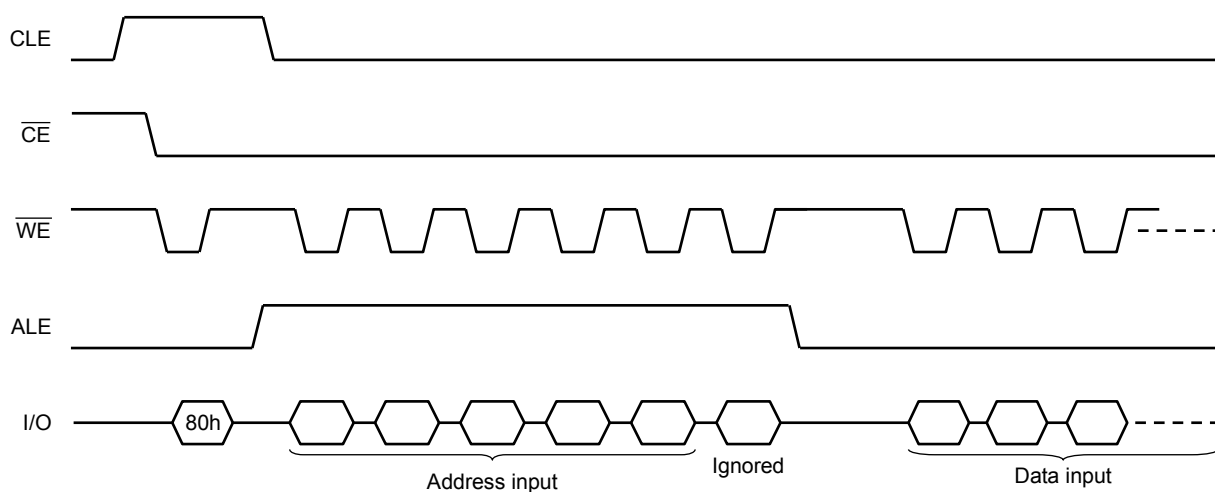 CLE
CE
WE
ALE
I/O
80h
Address input
Ignored
Data input